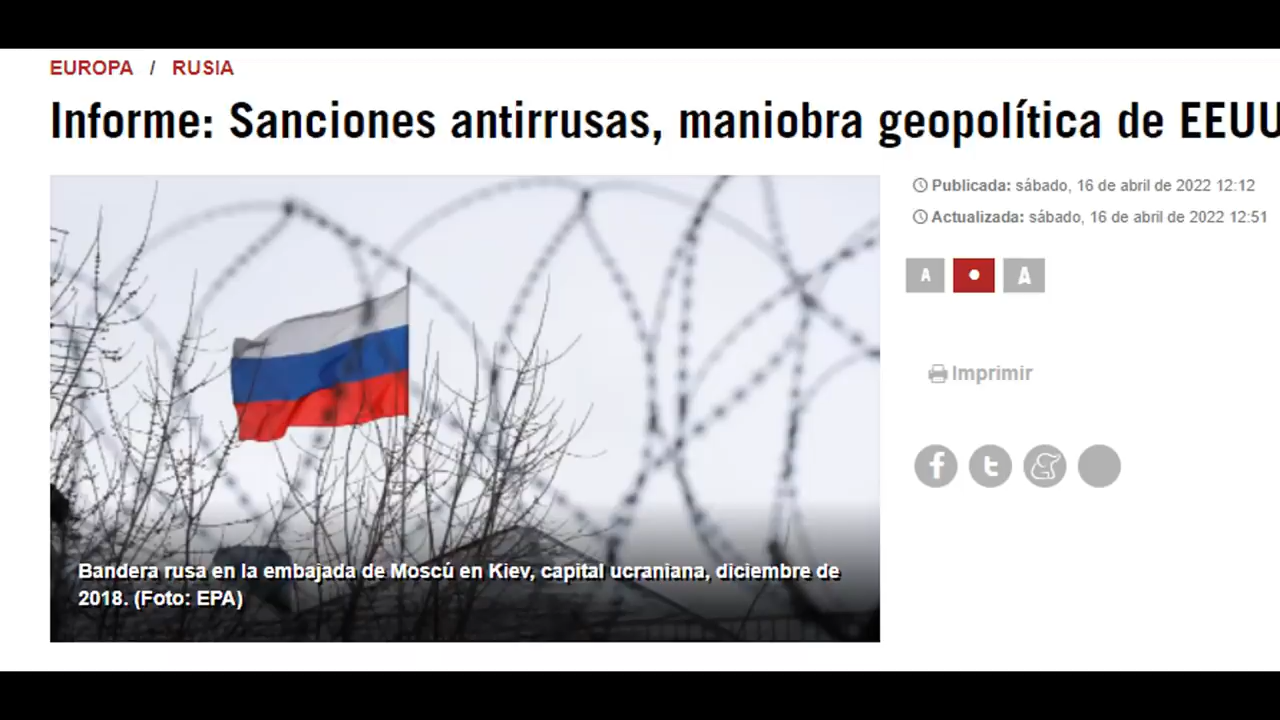 EUROPA / RUSIA
Informe: Sanciones antirrusas, maniobra geopolítica de EEUU
Publicada: sábado, 16 de abril de 2022 12:12
Actualizada: sábado, 16 de abril de 2022 12:51
A A
Imprimir
Bandera rusa en la embajada de Moscú en Kiev, capital ucraniana, diciembre de
2018. (Foto: EPA)